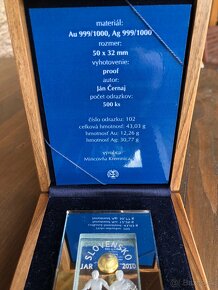 materiál:
Au 999/1000, Ag 999/1000
rozmer:
50 x 32 mm
vyhotovenie:
proof
autor:
Ján Černaj
počet odrazkov:
500 ks
číslo odrazku: 102
celková hmotnosť: 43,03 g
hmotnosť Au: 12,26 g
hmotnosť Ag: 30,77 g
výroba:
Mincovňa Kremnica
SLOVENSKO
JAR 2010